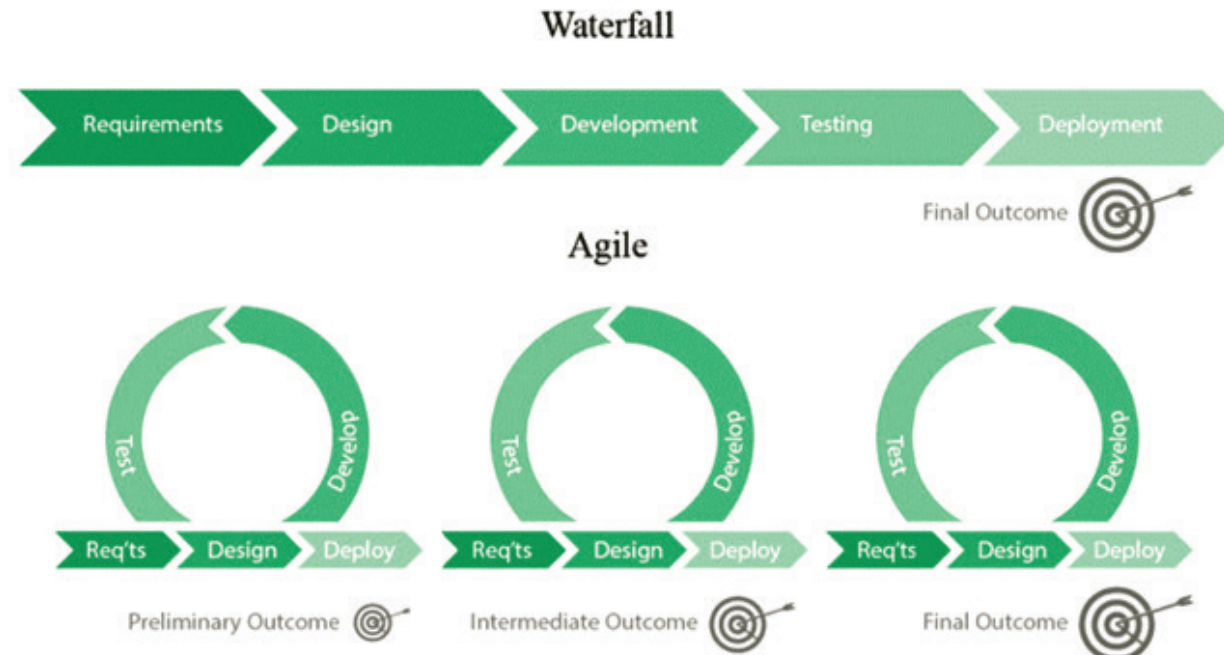 Waterfall
Requirements Design Development Testing Deployment
Final Outcome
Agile
Test Develop Test Develop Test Develop
Req'ts Design Deploy Req'ts Design Deploy Req'ts Design Deploy
Preliminary Outcome Intermediate Outcome Final Outcome